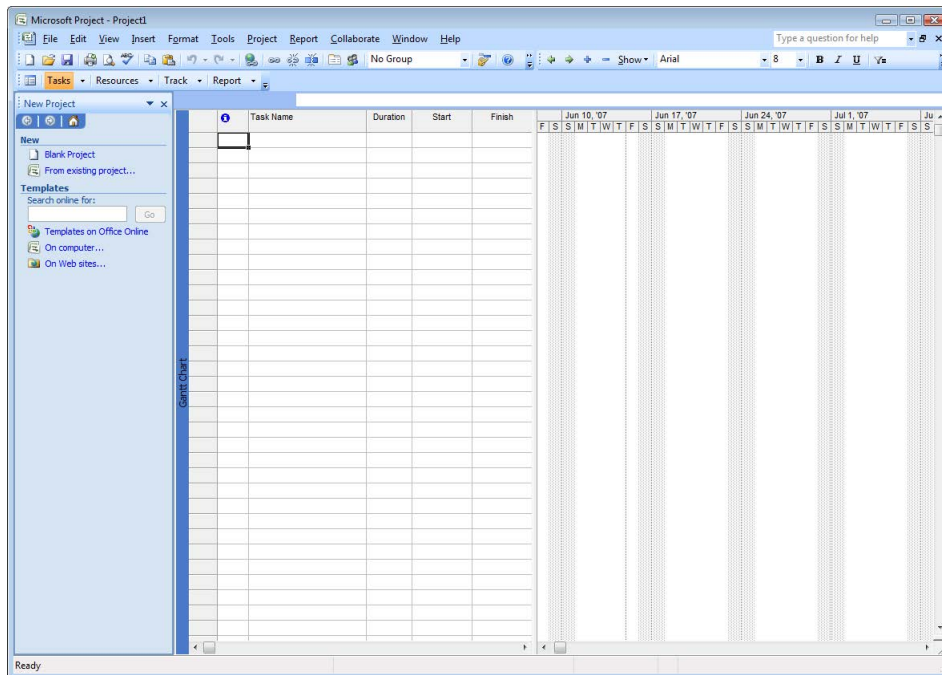 Microsoft Project - Project1
File Edit View Insert Format Tools Project Report Collaborate Window Help
Type a question for help
No Group
Show
Arial
8
B I U
Tasks Resources Track Report
New Project
New
Blank Project
From existing project...
Templates
Search online for:
Go
Templates on Office Online
On computer...
On Web sites...
Gantt Chart
Task Name Duration Start Finish
Jun 10, '07 Jun 17, '07 Jun 24, '07 Jul 1, '07 Ju
F S S M T W T F S S M T W T F S S M T W T F S S M T W T F S S
Ready